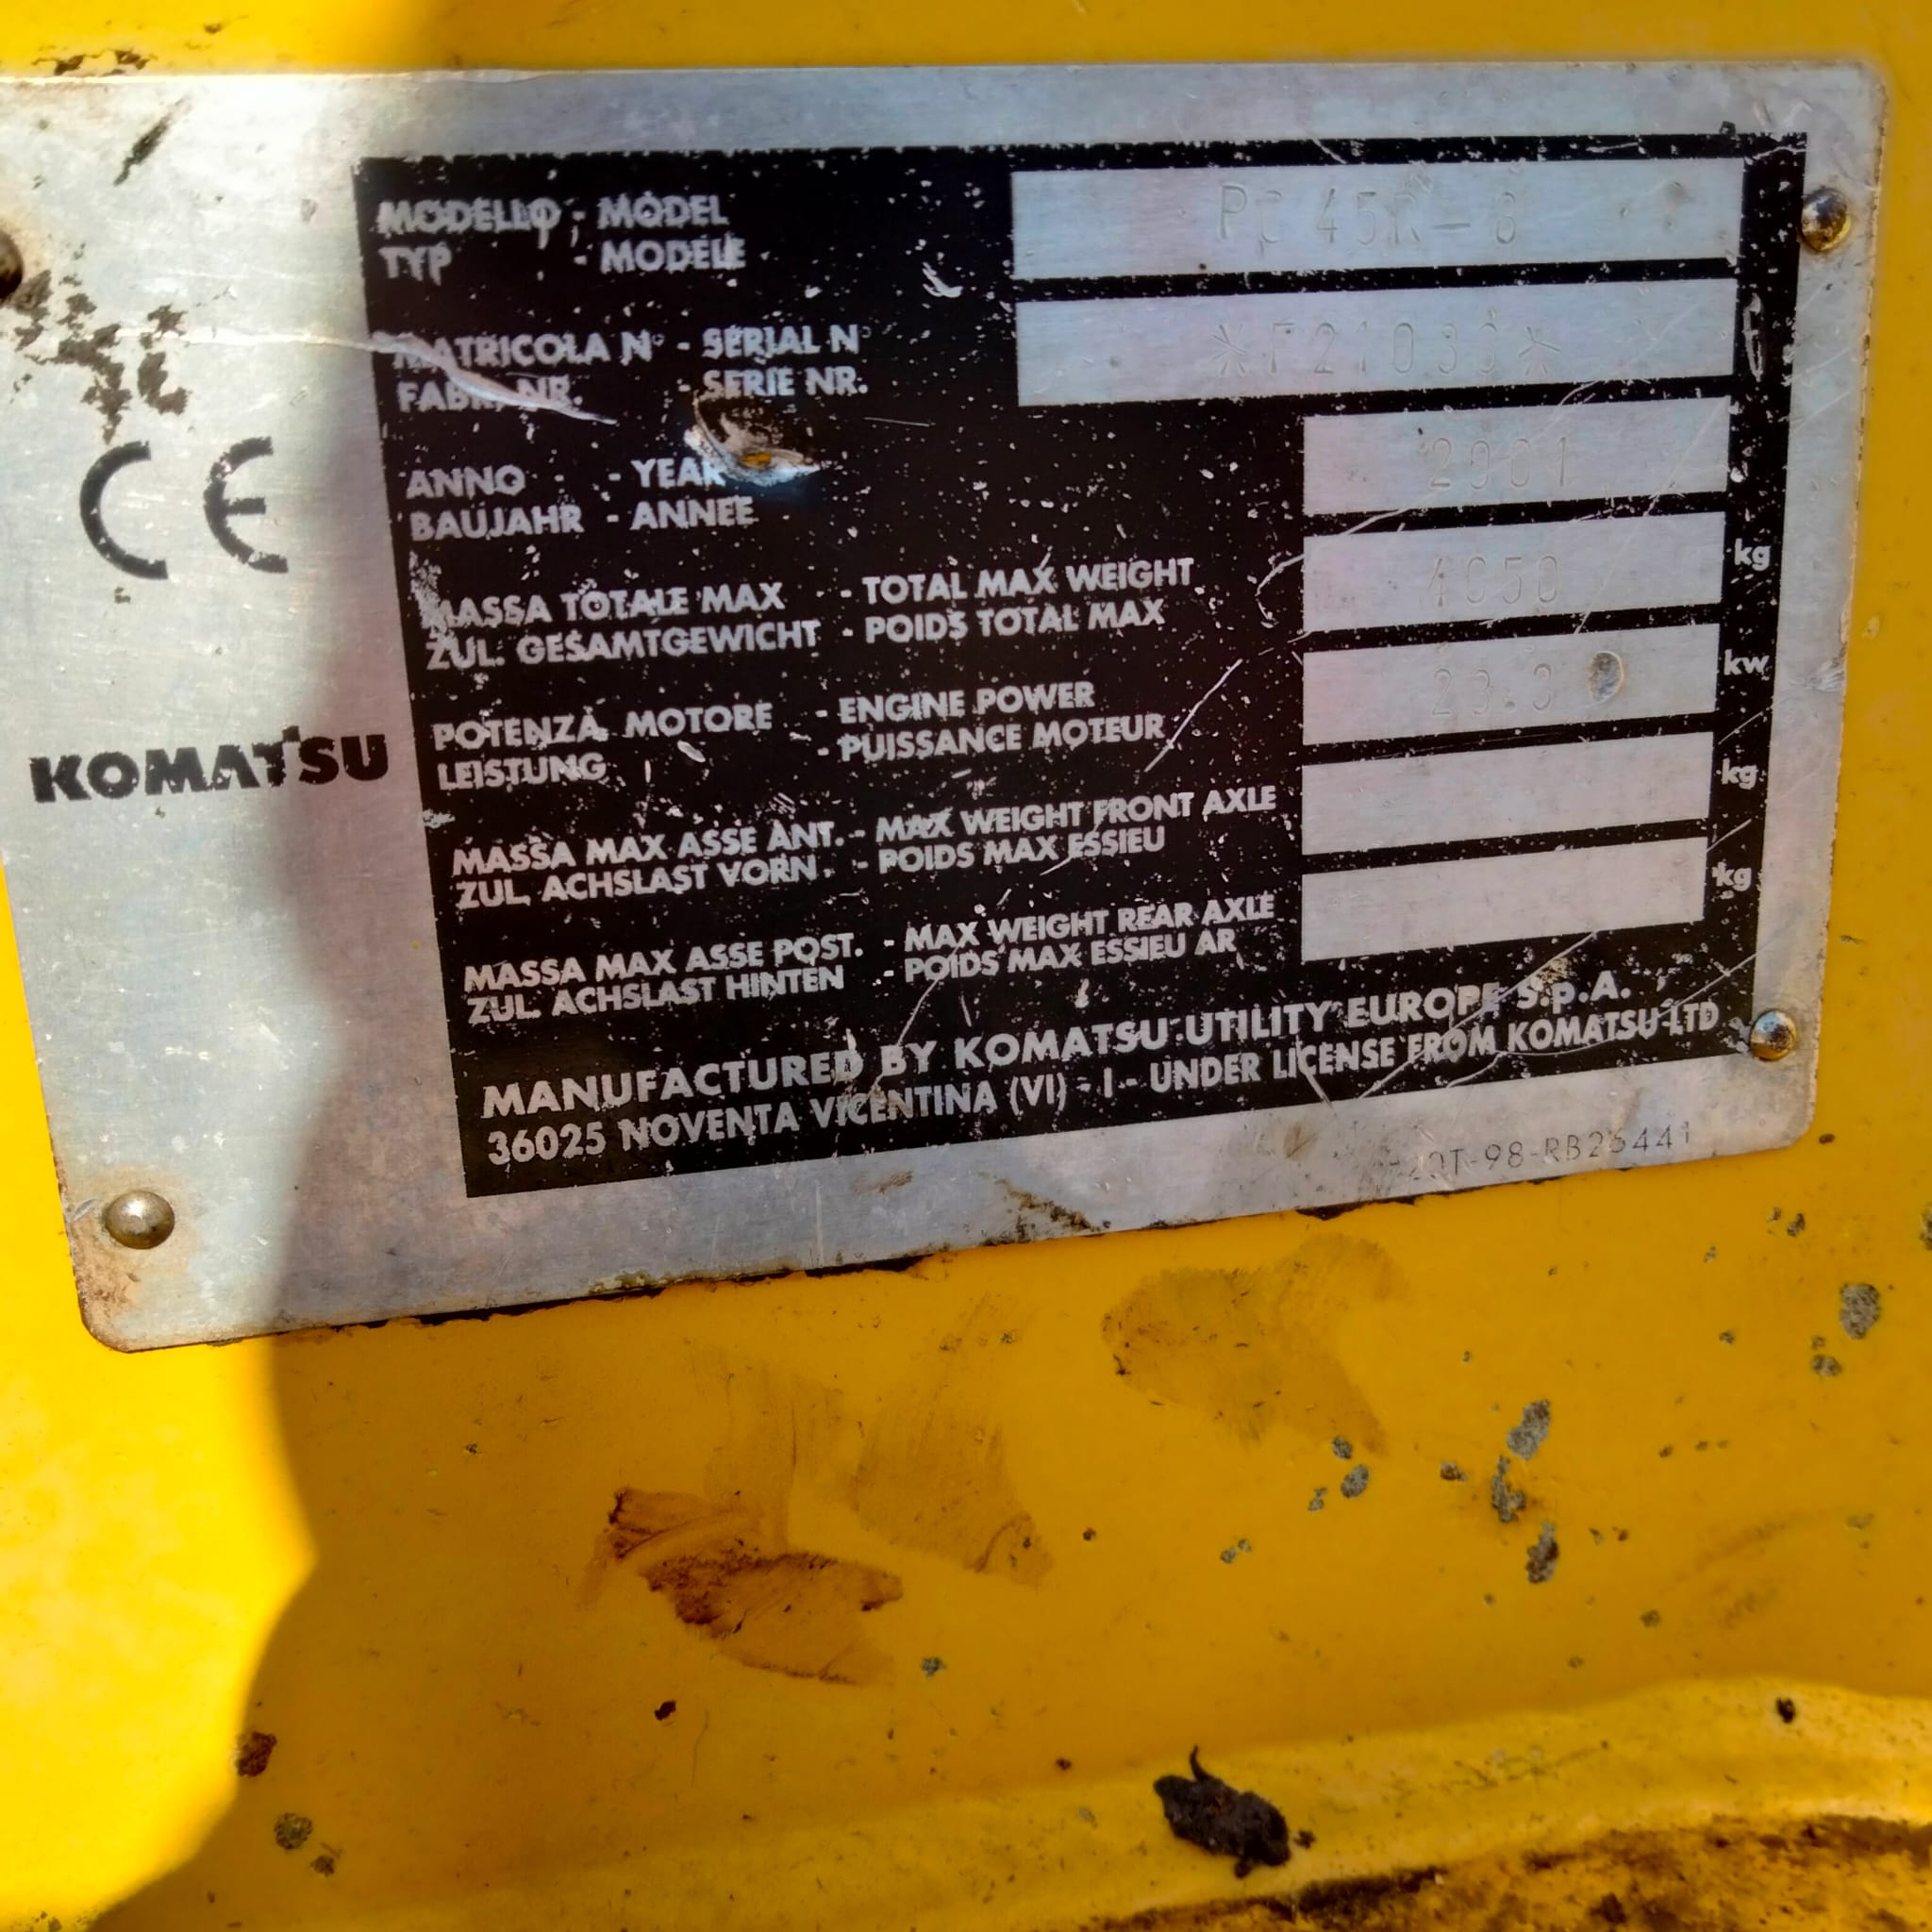 MODELLO - MODEL
TYP - MODELE
PC 45R-8
MATRICOLA N° - SERIAL N°
FABR. NR. - SERIE NR.
ANNO - YEAR
BAUJAHR - ANNEE
2001
MASSA TOTALE MAX - TOTAL MAX WEIGHT
ZUL. GESAMTGEWICHT - POIDS TOTAL MAX
kg
POTENZA MOTORE - ENGINE POWER
LEISTUNG - PUISSANCE MOTEUR
kw
MASSA MAX ASSE ANT. - MAX WEIGHT FRONT AXLE
ZUL. ACHSLAST VORN. - POIDS MAX ESSIEU
kg
MASSA MAX ASSE POST. - MAX WEIGHT REAR AXLE
ZUL. ACHSLAST HINTEN - POIDS MAX ESSIEU AR
kg
CE
KOMATSU
MANUFACTURED BY KOMATSU UTILITY EUROPE S.p.A.
36025 NOVENTA VICENTINA (VI) - I - UNDER LICENSE FROM KOMATSU LTD